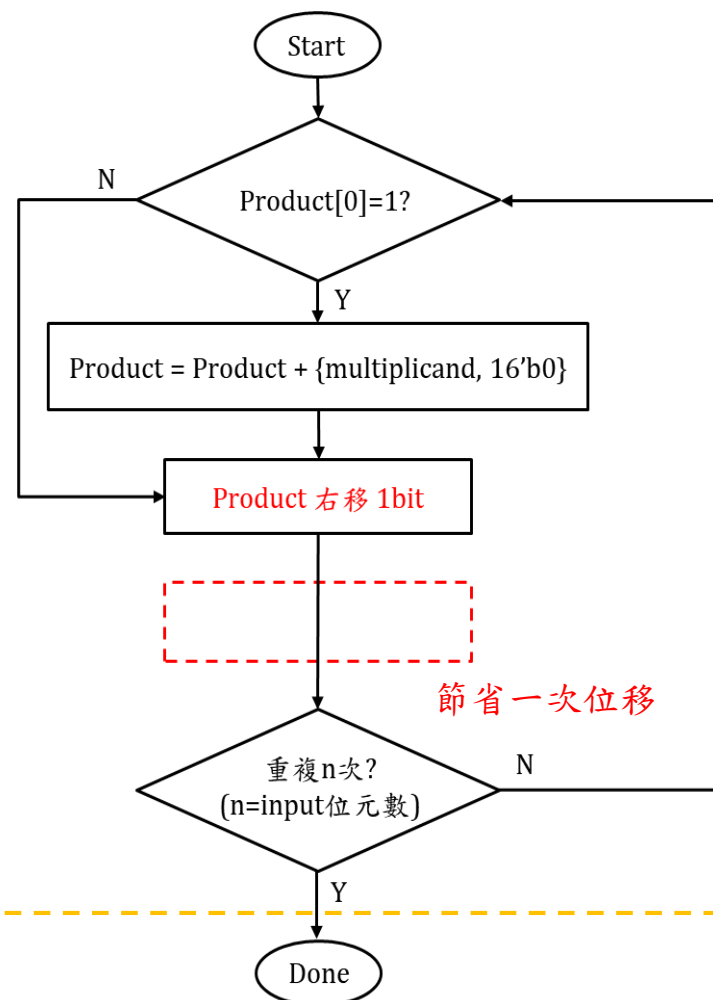 Start
Product[0]=1?
N
Y
Product = Product + {multiplicand, 16’b0}
Product 右移 1bit
節省一次位移
重複n次?
(n=input位元數)
N
Y
Done